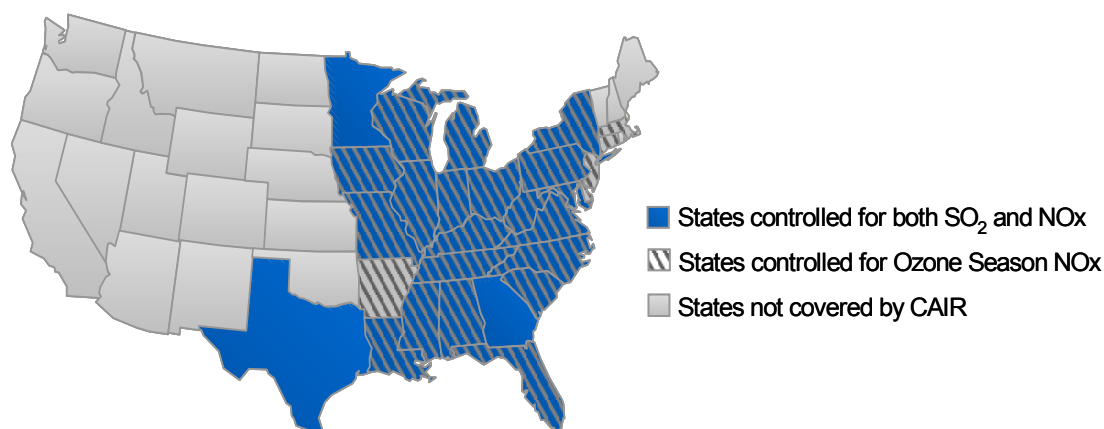 States controlled for both SO2 and NOx
States controlled for Ozone Season NOx
States not covered by CAIR